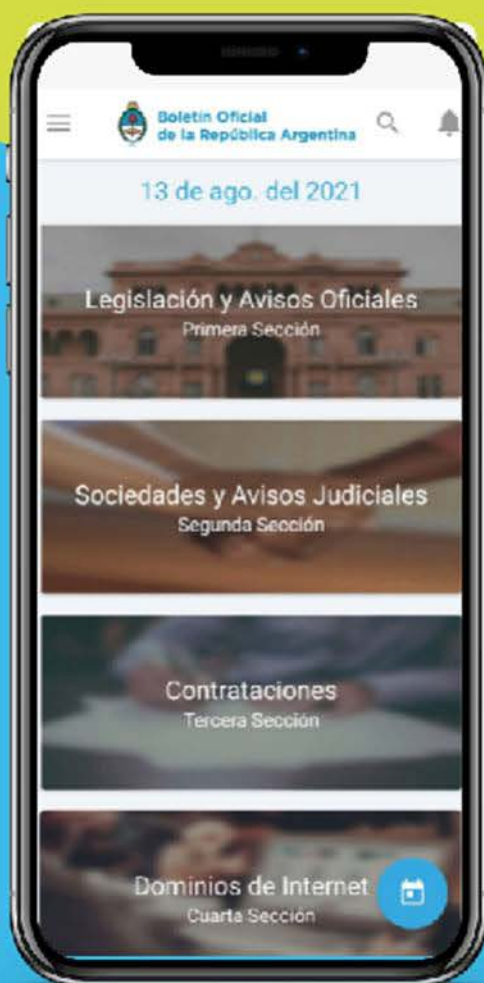 Boletín Oficial
de la República Argentina
13 de ago. del 2021
Legislación y Avisos Oficiales
Primera Sección
Sociedades y Avisos Judiciales
Segunda Sección
Contrataciones
Tercera Sección
Dominios de Internet
Cuarta Sección